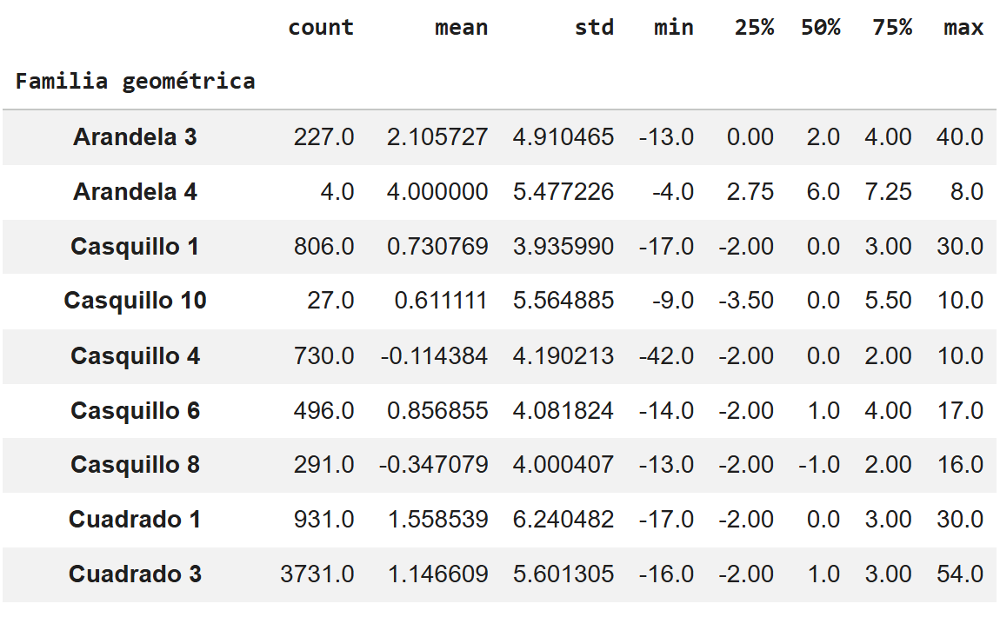 count mean std min 25% 50% 75% max
Familia geométrica
Arandela 3 227.0 2.105727 4.910465 -13.0 0.00 2.0 4.00 40.0
Arandela 4 4.0 4.000000 5.477226 -4.0 2.75 6.0 7.25 8.0
Casquillo 1 806.0 0.730769 3.935990 -17.0 -2.00 0.0 3.00 30.0
Casquillo 10 27.0 0.611111 5.564885 -9.0 -3.50 0.0 5.50 10.0
Casquillo 4 730.0 -0.114384 4.190213 -42.0 -2.00 0.0 2.00 10.0
Casquillo 6 496.0 0.856855 4.081824 -14.0 -2.00 1.0 4.00 17.0
Casquillo 8 291.0 -0.347079 4.000407 -13.0 -2.00 -1.0 2.00 16.0
Cuadrado 1 931.0 1.558539 6.240482 -17.0 -2.00 0.0 3.00 30.0
Cuadrado 3 3731.0 1.146609 5.601305 -16.0 -2.00 1.0 3.00 54.0